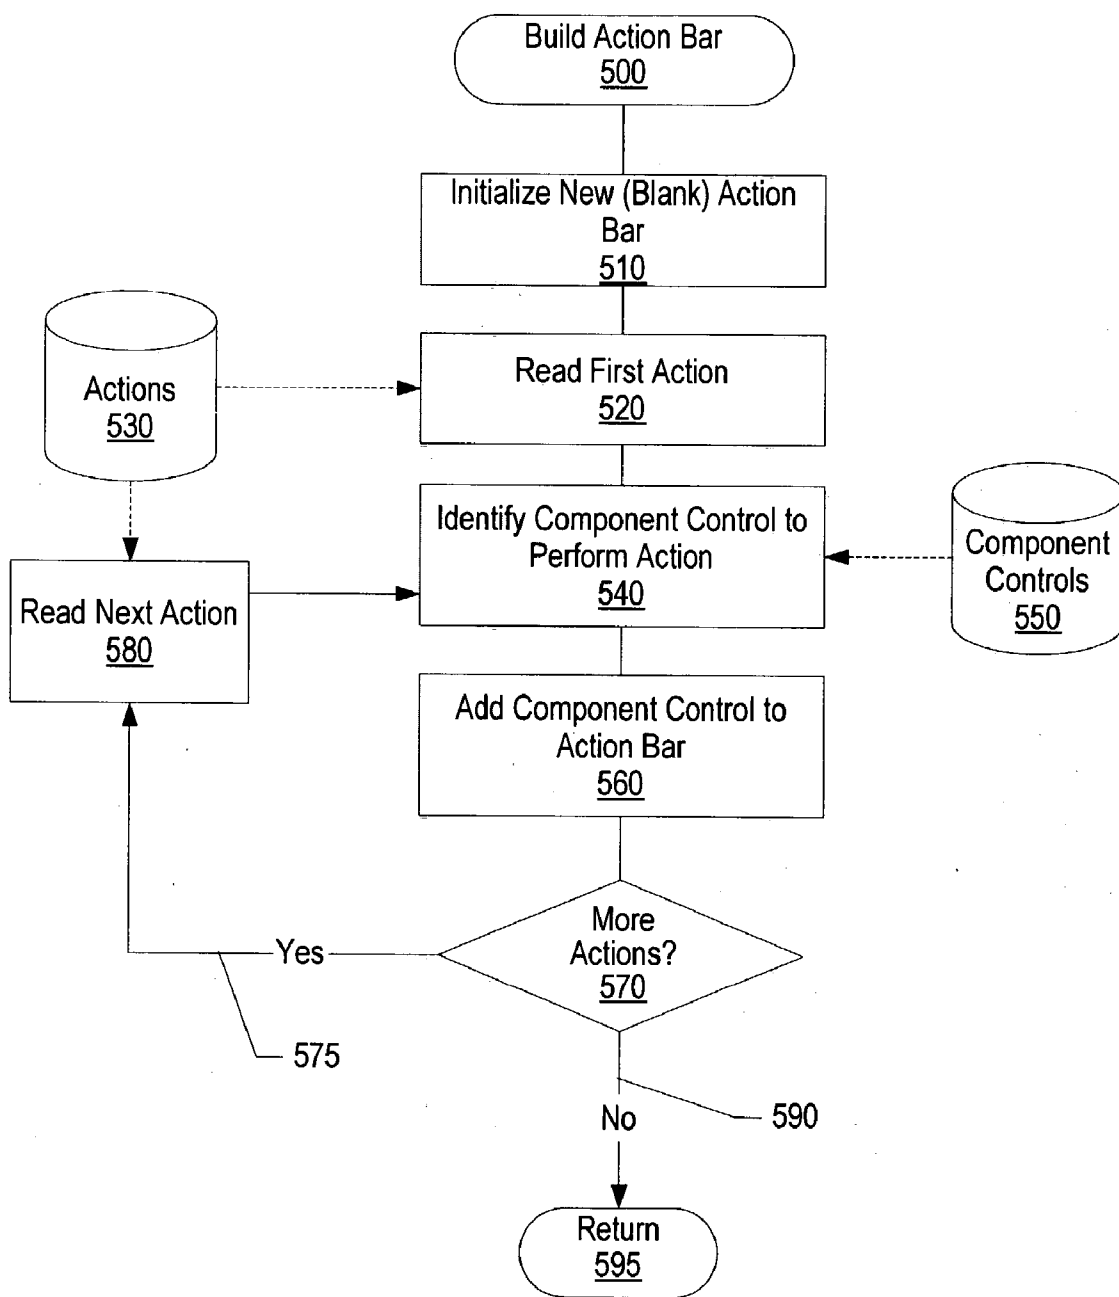 Build Action Bar
500
Initialize New (Blank) Action
Bar
510
Read First Action
520
Actions
530
Identify Component Control to
Perform Action
540
Component
Controls
550
Read Next Action
580
Add Component Control to
Action Bar
560
More
Actions?
570
Yes
575
590
No
Return
595